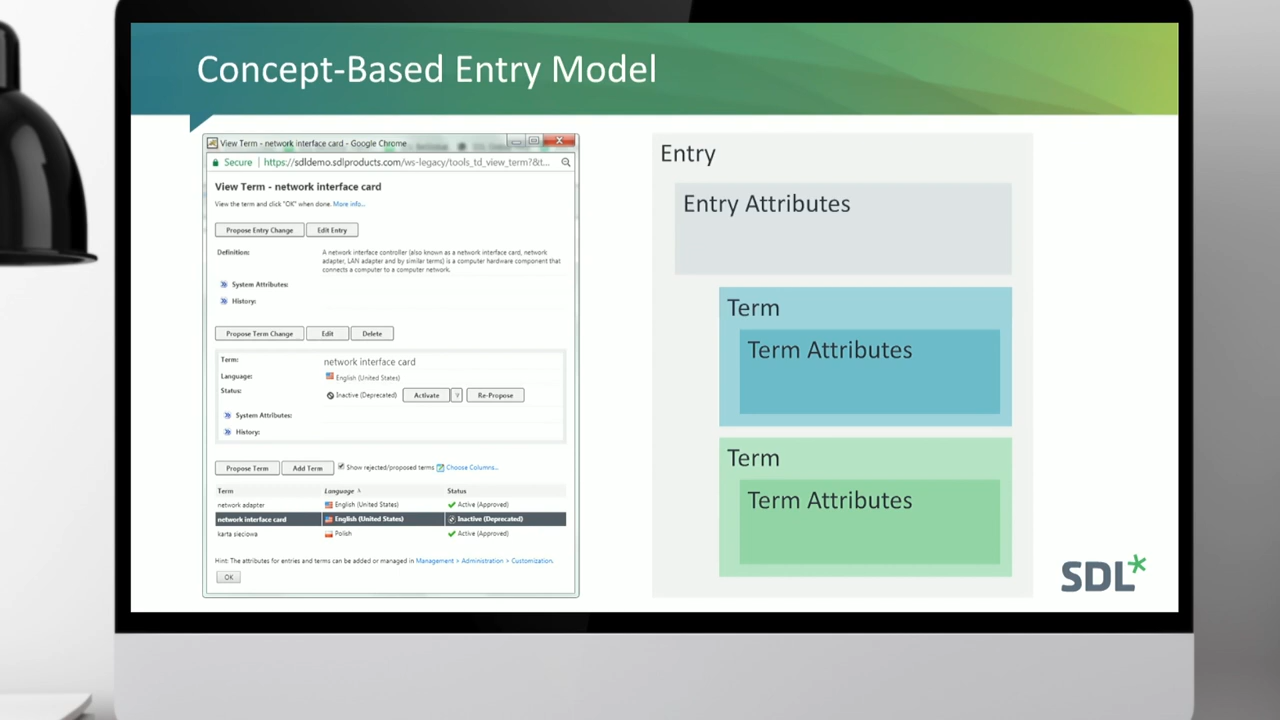 Concept-Based Entry Model
View Term - network interface card - Google Chrome
Secure | https://sdldemo.sdlproducts.com/ws-legacy/tools_td_view_term?&t...
View Term - network interface card
View the term and click "OK" when done. More info...
Propose Entry Change Edit Entry
Definition: A network interface controller (also known as a network interface card, network
adapter, LAN adapter and by similar terms) is a computer hardware component that
connects a computer to a computer network.
System Attributes:
History:
Propose Term Change Edit Delete
Term: network interface card
Language: English (United States)
Status: Inactive (Deprecated) Activate Re-Propose
System Attributes:
History:
Propose Term Add Term Show rejected/proposed terms Choose Columns...
Term Language Status
network adapter English (United States) Active (Approved)
network interface card English (United States) Inactive (Deprecated)
karta sieciowa Polish Active (Approved)
Hint: The attributes for entries and terms can be added or managed in Management > Administration > Customization.
OK
Entry
Entry Attributes
Term
Term Attributes
Term
Term Attributes
SDL*